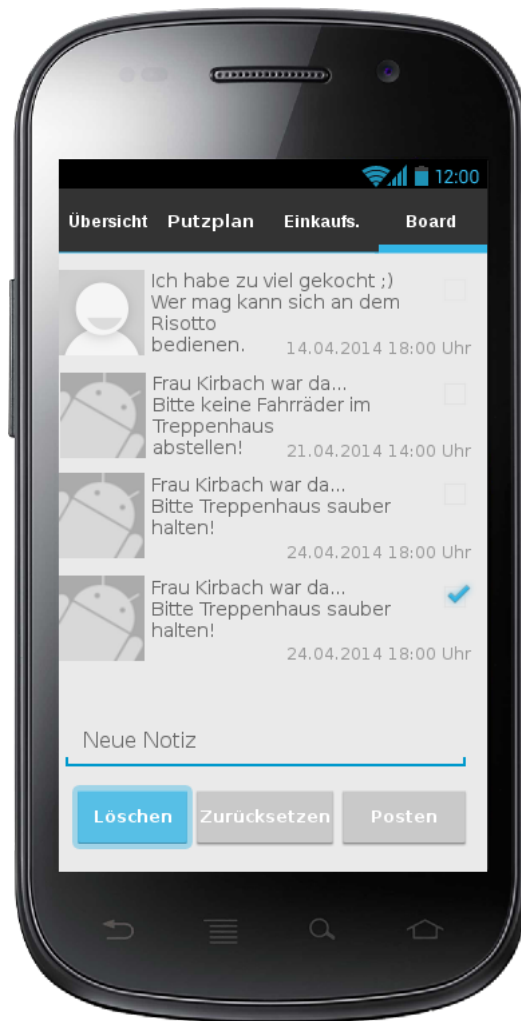 12:00
Übersicht Putzplan Einkaufs. Board
Ich habe zu viel gekocht ;)
Wer mag kann sich an dem
Risotto
bedienen. 14.04.2014 18:00 Uhr
Frau Kirbach war da...
Bitte keine Fahrräder im
Treppenhaus
abstellen! 21.04.2014 14:00 Uhr
Frau Kirbach war da...
Bitte Treppenhaus sauber
halten!
24.04.2014 18:00 Uhr
Frau Kirbach war da...
Bitte Treppenhaus sauber
halten!
24.04.2014 18:00 Uhr
Neue Notiz
Löschen Zurücksetzen Posten